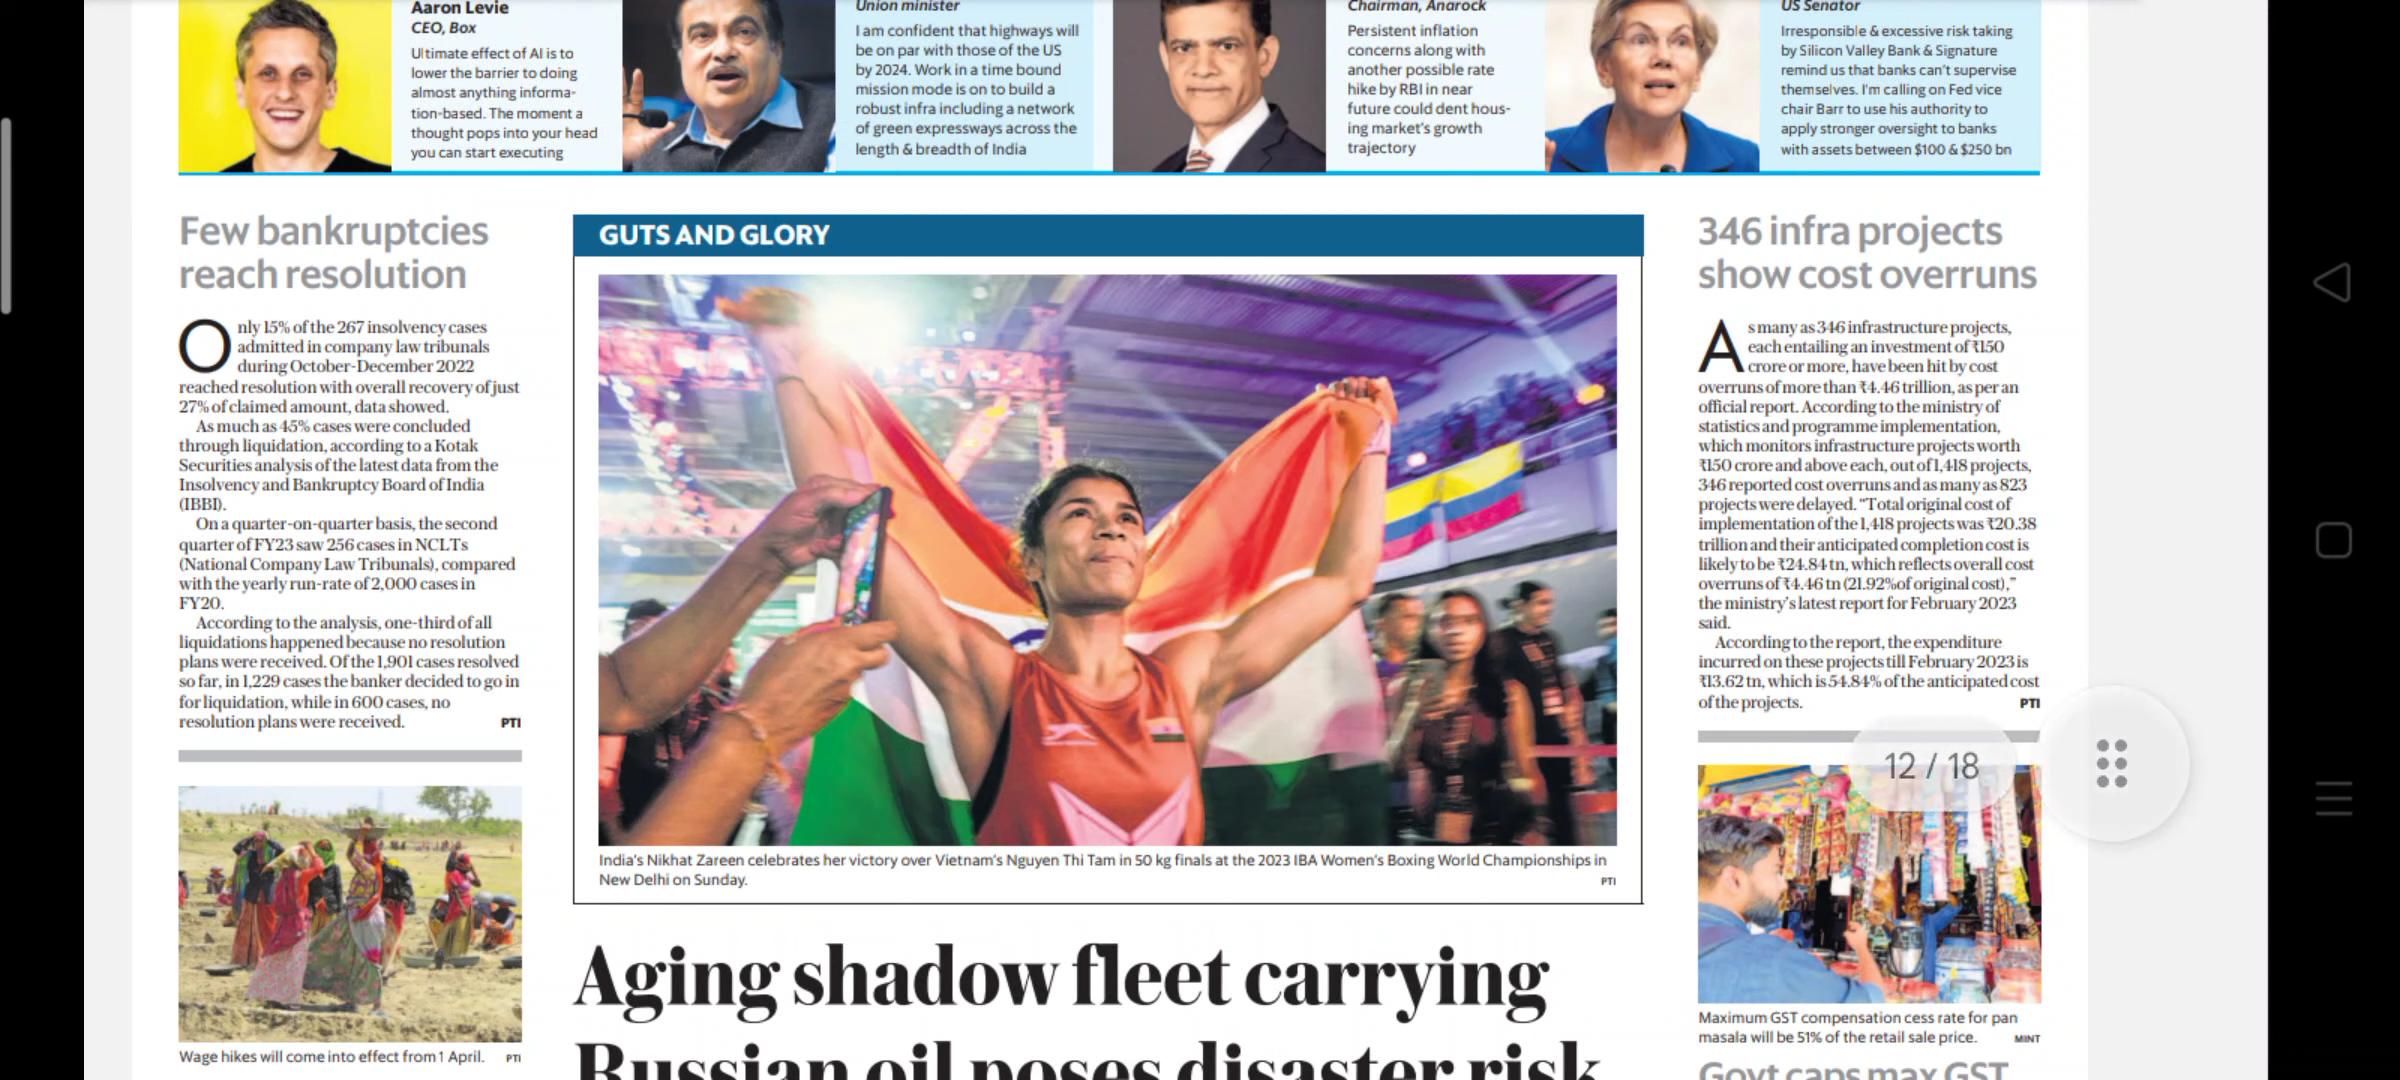 Aaron Levie
CEO, Box
Ultimate effect of AI is to
lower the barrier to doing
almost anything informa-
tion-based. The moment a
thought pops into your head
you can start executing
Union minister
I am confident that highways will
be on par with those of the US
by 2024. Work in a time bound
mission mode is on to build a
robust infra including a network
of green expressways across the
length & breadth of India
Chairman, Anarock
Persistent inflation
concerns along with
another possible rate
hike by RBI in near
future could dent hous-
ing market's growth
trajectory
US Senator
Irresponsible & excessive risk taking
by Silicon Valley Bank & Signature
remind us that banks can't supervise
themselves. I'm calling on Fed vice
chair Barr to use his authority to
apply stronger oversight to banks
with assets between $100 & $250 bn
Few bankruptcies
reach resolution
Only 15% of the 267 insolvency cases
admitted in company law tribunals
during October-December 2022
reached resolution with overall recovery of just
27% of claimed amount, data showed.
As much as 45% cases were concluded
through liquidation, according to a Kotak
Securities analysis of the latest data from the
Insolvency and Bankruptcy Board of India
(IBBI).
On a quarter-on-quarter basis, the second
quarter of FY23 saw 256 cases in NCLTs
(National Company Law Tribunals), compared
with the yearly run-rate of 2,000 cases in
FY20.
According to the analysis, one-third of all
liquidations happened because no resolution
plans were received. Of the 1,901 cases resolved
so far, in 1,229 cases the banker decided to go in
for liquidation, while in 600 cases, no
resolution plans were received. PTI
Wage hikes will come into effect from 1 April. PTI
GUTS AND GLORY
India's Nikhat Zareen celebrates her victory over Vietnam's Nguyen Thi Tam in 50 kg finals at the 2023 IBA Women's Boxing World Championships in
New Delhi on Sunday. PTI
Aging shadow fleet carrying
Russian oil poses disaster risk
346 infra projects
show cost overruns
As many as 346 infrastructure projects,
each entailing an investment of ₹150
crore or more, have been hit by cost
overruns of more than ₹4.46 trillion, as per an
official report. According to the ministry of
statistics and programme implementation,
which monitors infrastructure projects worth
₹150 crore and above each, out of 1,418 projects,
346 reported cost overruns and as many as 823
projects were delayed. "Total original cost of
implementation of the 1,418 projects was ₹20.38
trillion and their anticipated completion cost is
likely to be ₹24.84 tn, which reflects overall cost
overruns of ₹4.46 tn (21.92% of original cost),"
the ministry's latest report for February 2023
said.
According to the report, the expenditure
incurred on these projects till February 2023 is
₹13.62 tn, which is 54.84% of the anticipated cost
of the projects. PTI
12 / 18
Maximum GST compensation cess rate for pan
masala will be 51% of the retail sale price. MINT
Govt caps max GST